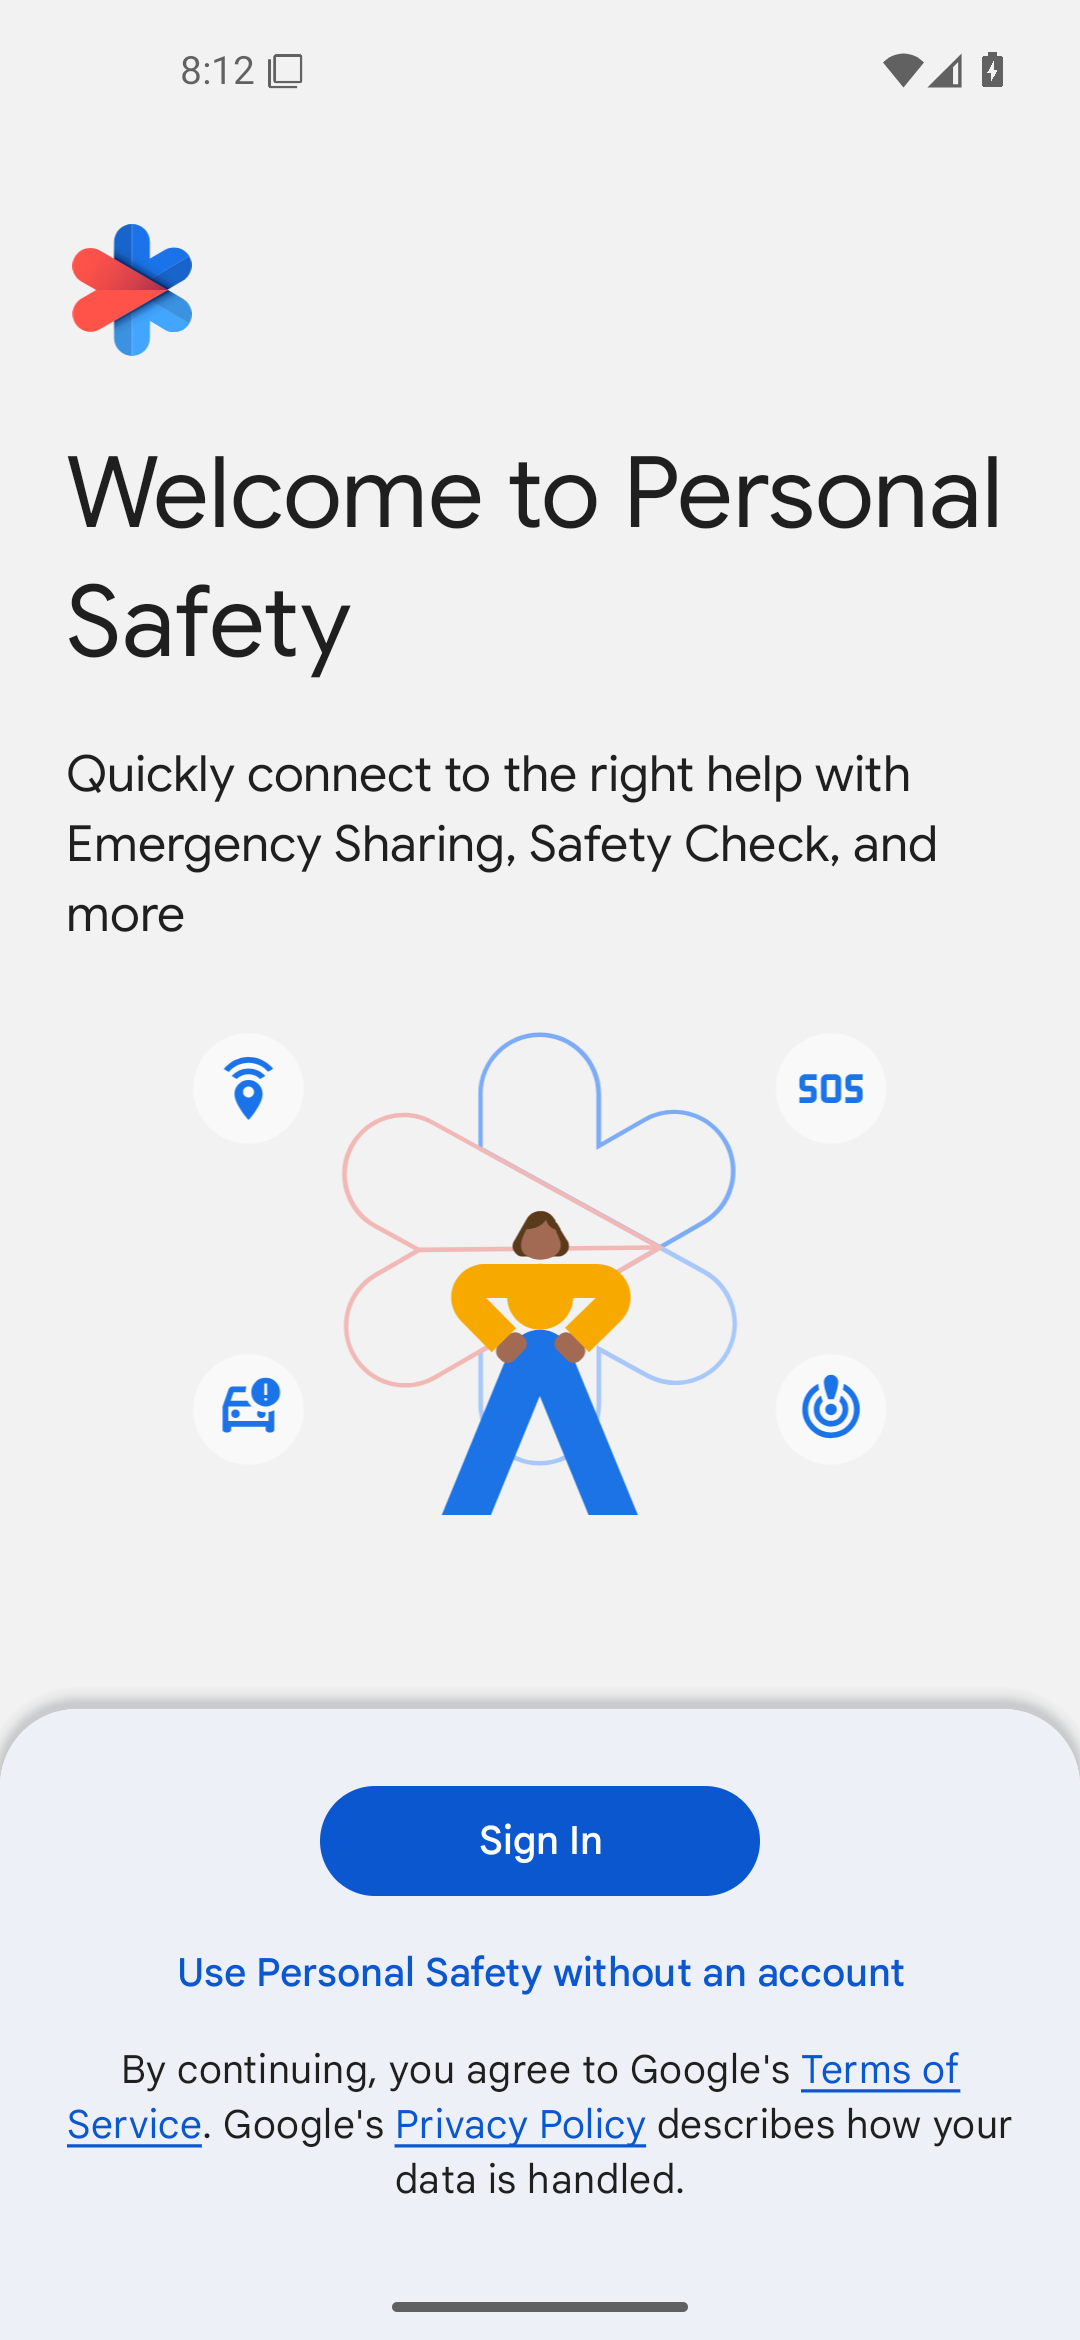 8:12
Welcome to Personal
Safety
Quickly connect to the right help with
Emergency Sharing, Safety Check, and
more
SOS
Sign In
Use Personal Safety without an account
By continuing, you agree to Google's Terms of
Service. Google's Privacy Policy describes how your
data is handled.